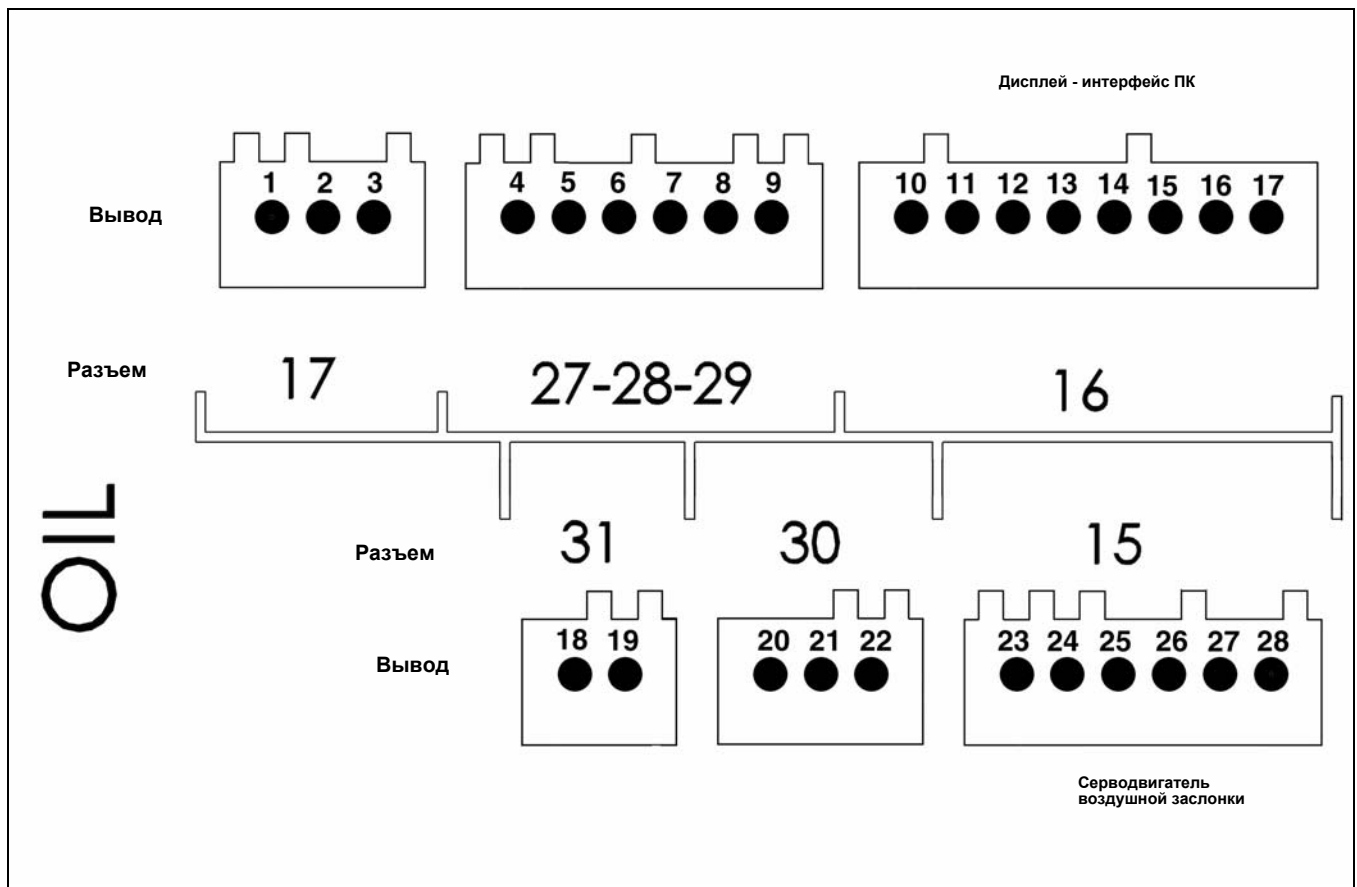 Дисплей - интерфейс ПК
1 2 3 4 5 6 7 8 9 10 11 12 13 14 15 16 17
Вывод
Разъем
17 27-28-29 16
OIL
Разъем
31 30 15
18 19 20 21 22 23 24 25 26 27 28
Вывод
Серводвигатель
воздушной заслонки